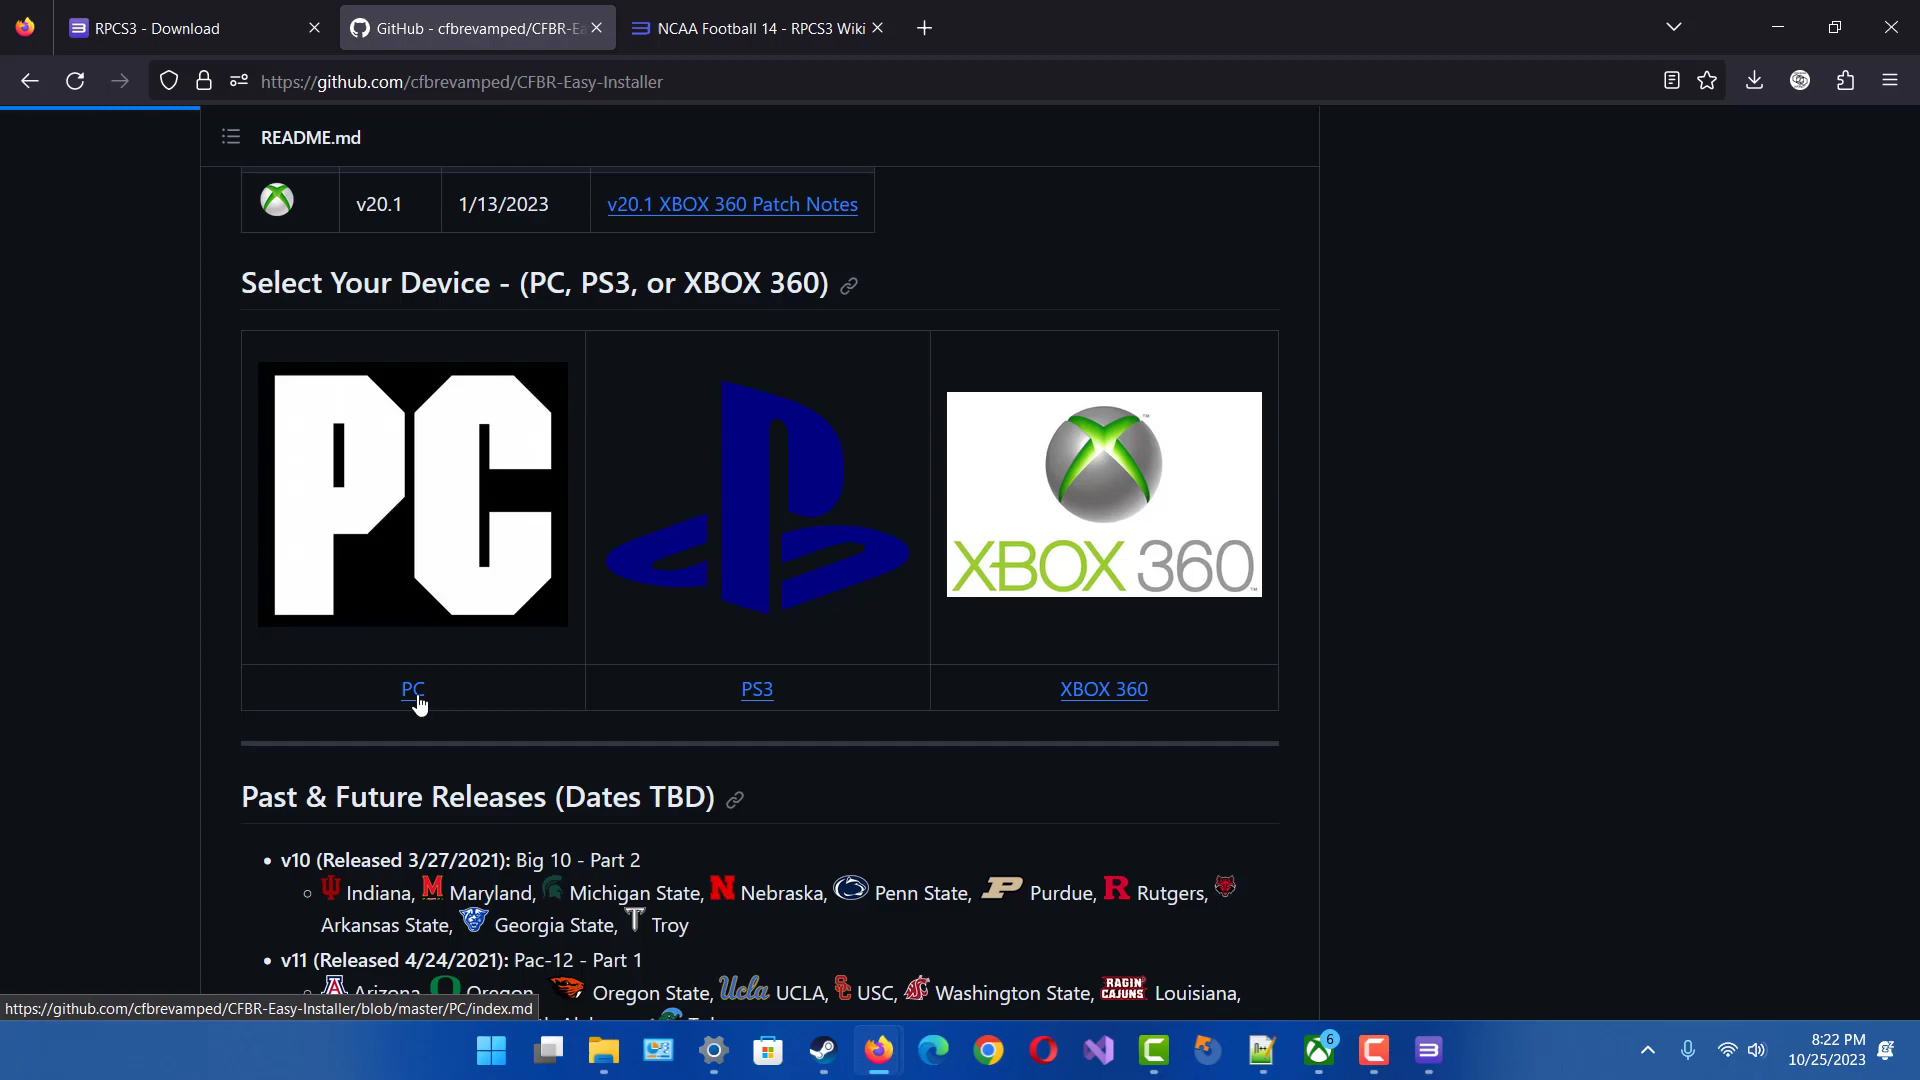 RPCS3 - Download
GitHub - cfbrevamped/CFBR-Ea
NCAA Football 14 - RPCS3 Wiki
https://github.com/cfbrevamped/CFBR-Easy-Installer
README.md
v20.1 1/13/2023 v20.1 XBOX 360 Patch Notes
Select Your Device - (PC, PS3, or XBOX 360)
PC
XBOX 360
PC PS3 XBOX 360
Past & Future Releases (Dates TBD)
v10 (Released 3/27/2021): Big 10 - Part 2
Indiana, Maryland, Michigan State, Nebraska, Penn State, Purdue, Rutgers,
Arkansas State, Georgia State, Troy
v11 (Released 4/24/2021): Pac-12 - Part 1
Arizona, Oregon, Oregon State, UCLA, USC, Washington State, Louisiana,
https://github.com/cfbrevamped/CFBR-Easy-Installer/blob/master/PC/index.md
6
8:22 PM
10/25/2023